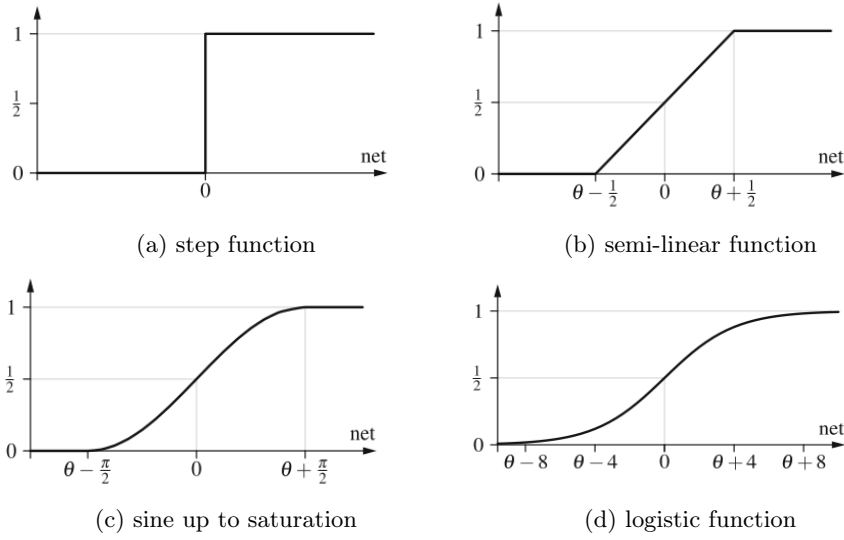 1
1/2
0
net
0
(a) step function
1
1/2
0
net
θ − 1/2
0
θ + 1/2
(b) semi-linear function
1
1/2
0
net
θ − π/2
0
θ + π/2
(c) sine up to saturation
1
1/2
0
net
θ − 8
θ − 4
0
θ + 4
θ + 8
(d) logistic function